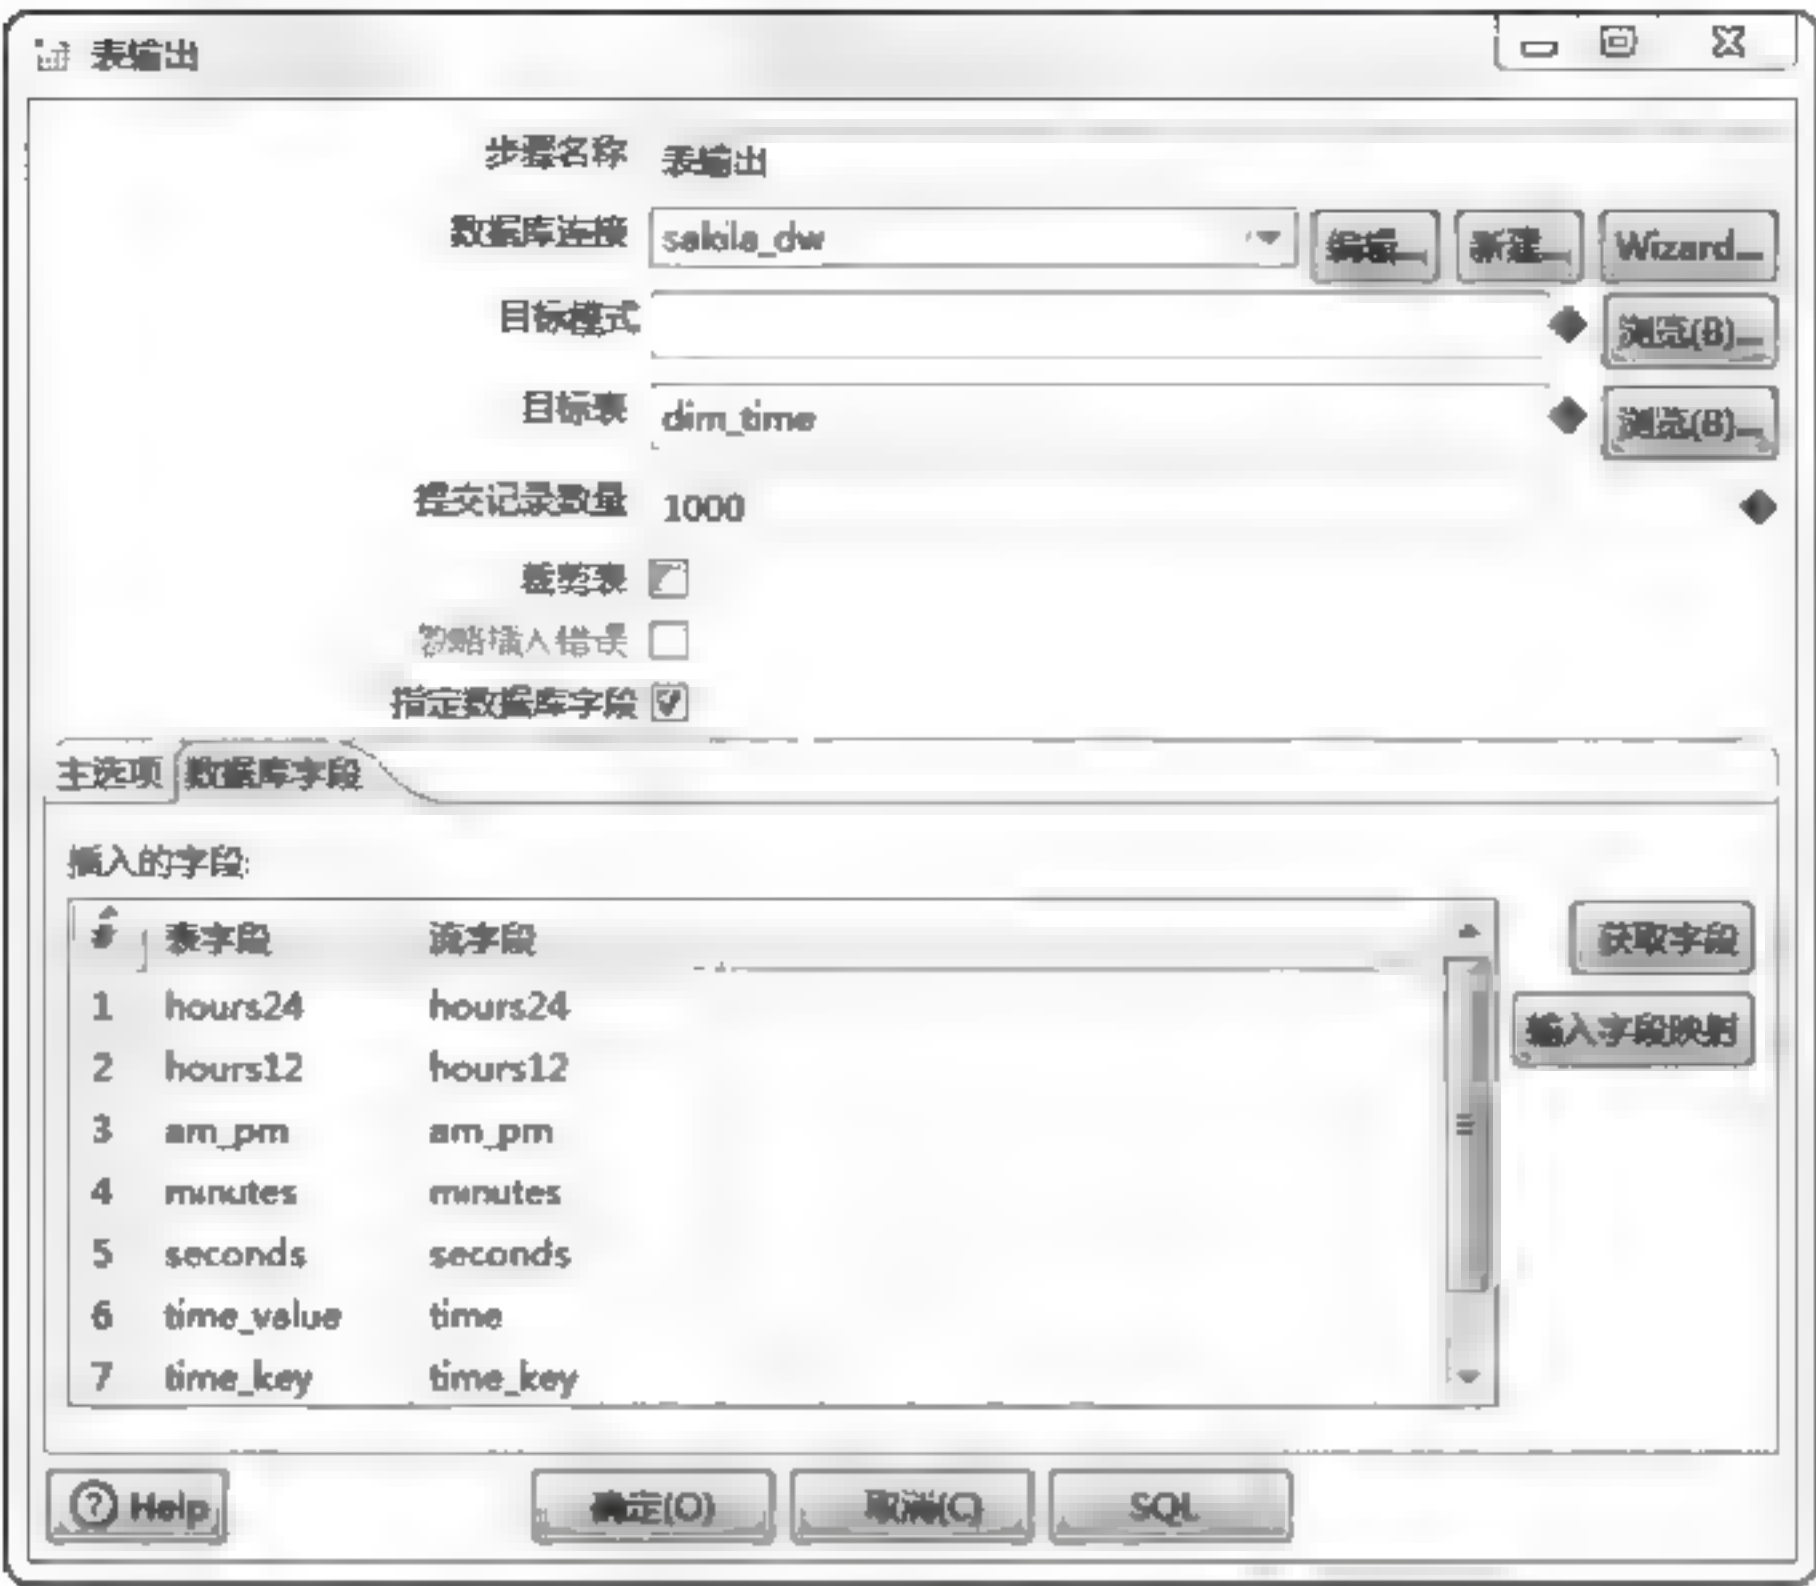 表输出
步骤名称 表输出
数据库连接 sakila_dw 编辑... 新建... Wizard...
目标模式 浏览(B)...
目标表 dim_time 浏览(B)...
提交记录数量 1000
裁剪表
忽略插入错误
指定数据库字段
主选项 数据库字段
插入的字段:
# 表字段 流字段 获取字段
1 hours24 hours24
输入字段映射
2 hours12 hours12
3 am_pm am_pm
4 minutes minutes
5 seconds seconds
6 time_value time
7 time_key time_key
Help 确定(O) 取消(C) SQL